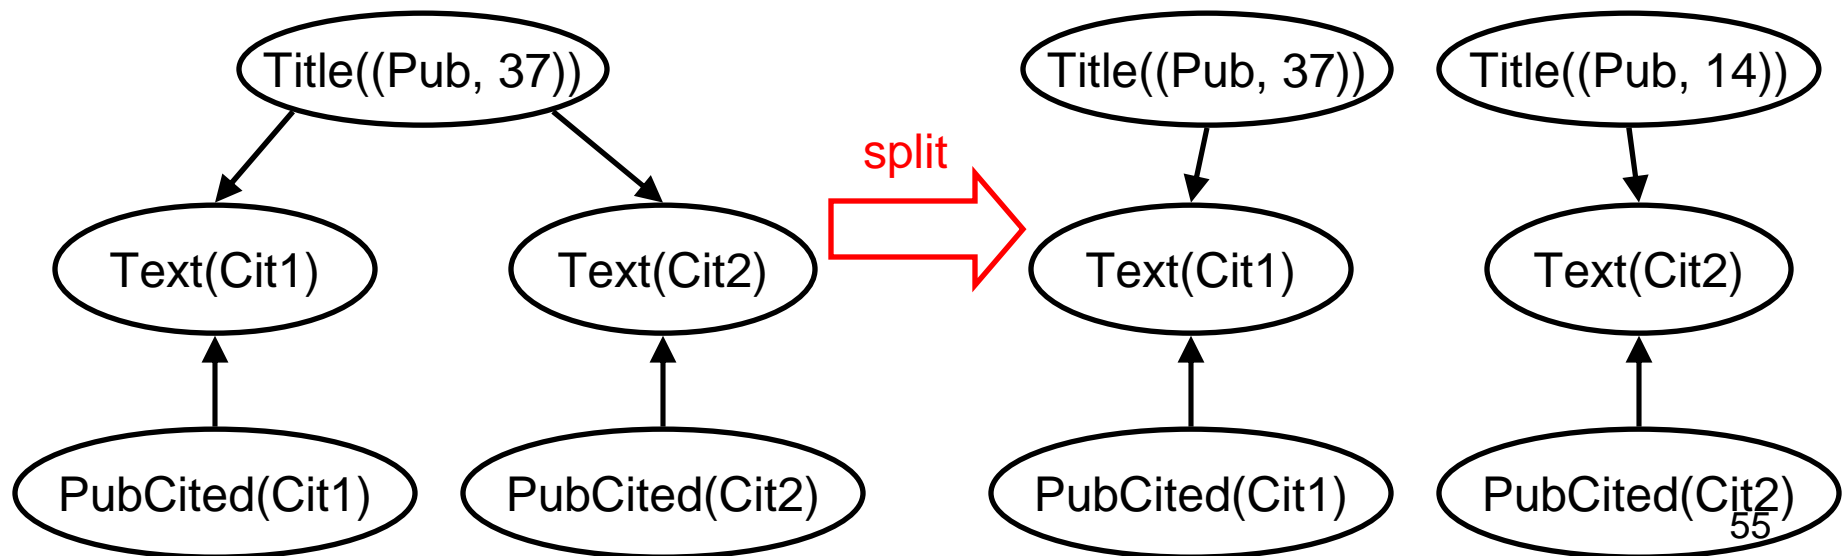 Title((Pub, 37))
Title((Pub, 37))
Title((Pub, 14))
split
Text(Cit1)
Text(Cit2)
Text(Cit1)
Text(Cit2)
PubCited(Cit1)
PubCited(Cit2)
PubCited(Cit1)
PubCited(Cit2)
55